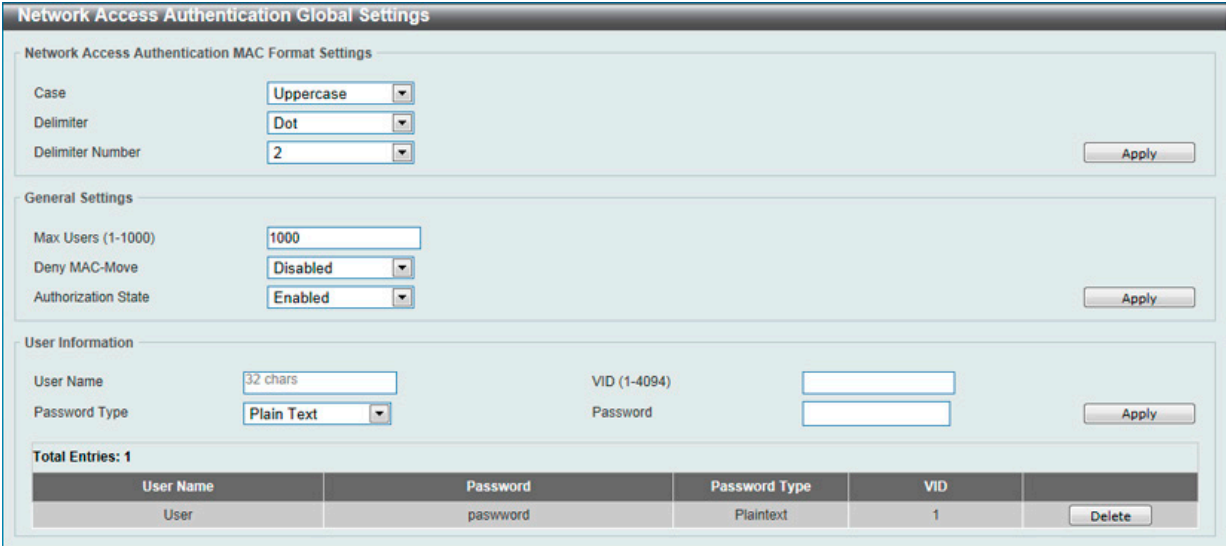 Network Access Authentication Global Settings
Network Access Authentication MAC Format Settings
Case Uppercase
Delimiter Dot
Delimiter Number 2 Apply
General Settings
Max Users (1-1000) 1000
Deny MAC-Move Disabled
Authorization State Enabled Apply
User Information
User Name 32 chars VID (1-4094)
Password Type Plain Text Password Apply
Total Entries: 1
User Name Password Password Type VID
User paswword Plaintext 1 Delete